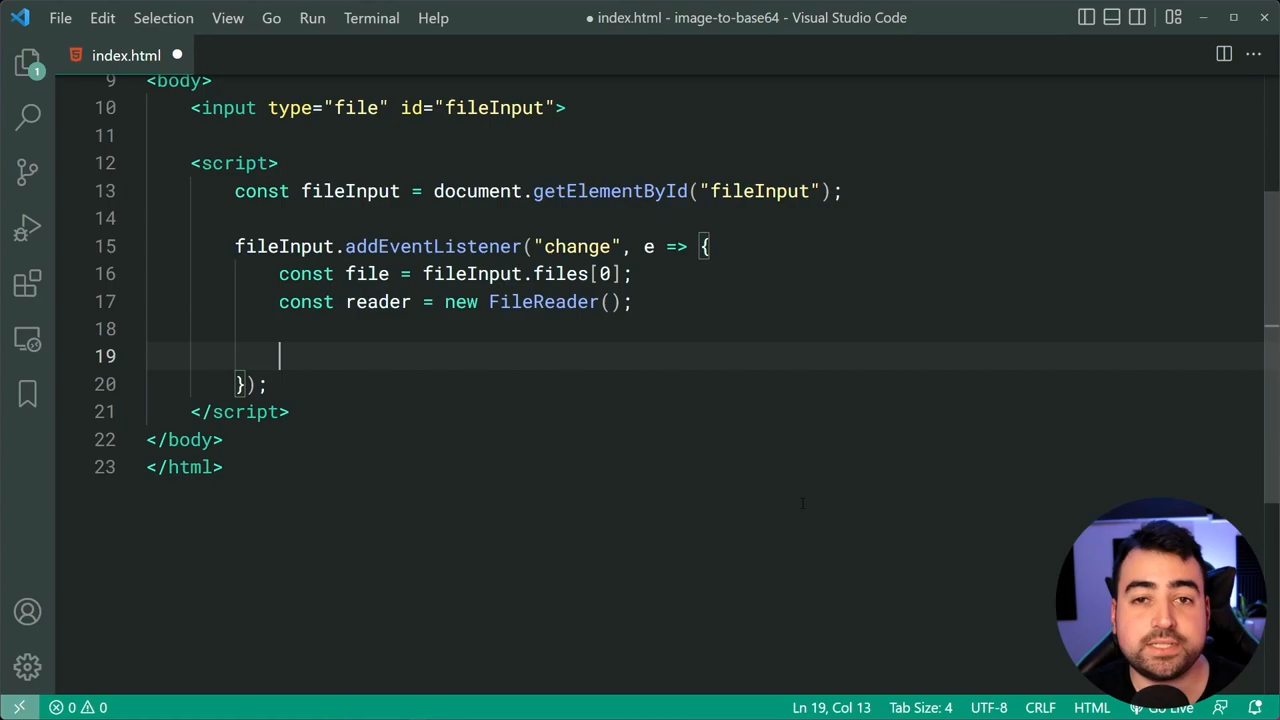 File Edit Selection View Go Run Terminal Help ● index.html - image-to-base64 - Visual Studio Code
index.html
1
9 <body>
10 <input type="file" id="fileInput">
11
12 <script>
13 const fileInput = document.getElementById("fileInput");
14
15 fileInput.addEventListener("change", e => {
16 const file = fileInput.files[0];
17 const reader = new FileReader();
18
19
20 });
21 </script>
22 </body>
23 </html>
0 0 Ln 19, Col 13 Tab Size: 4 UTF-8 CRLF HTML Go Live